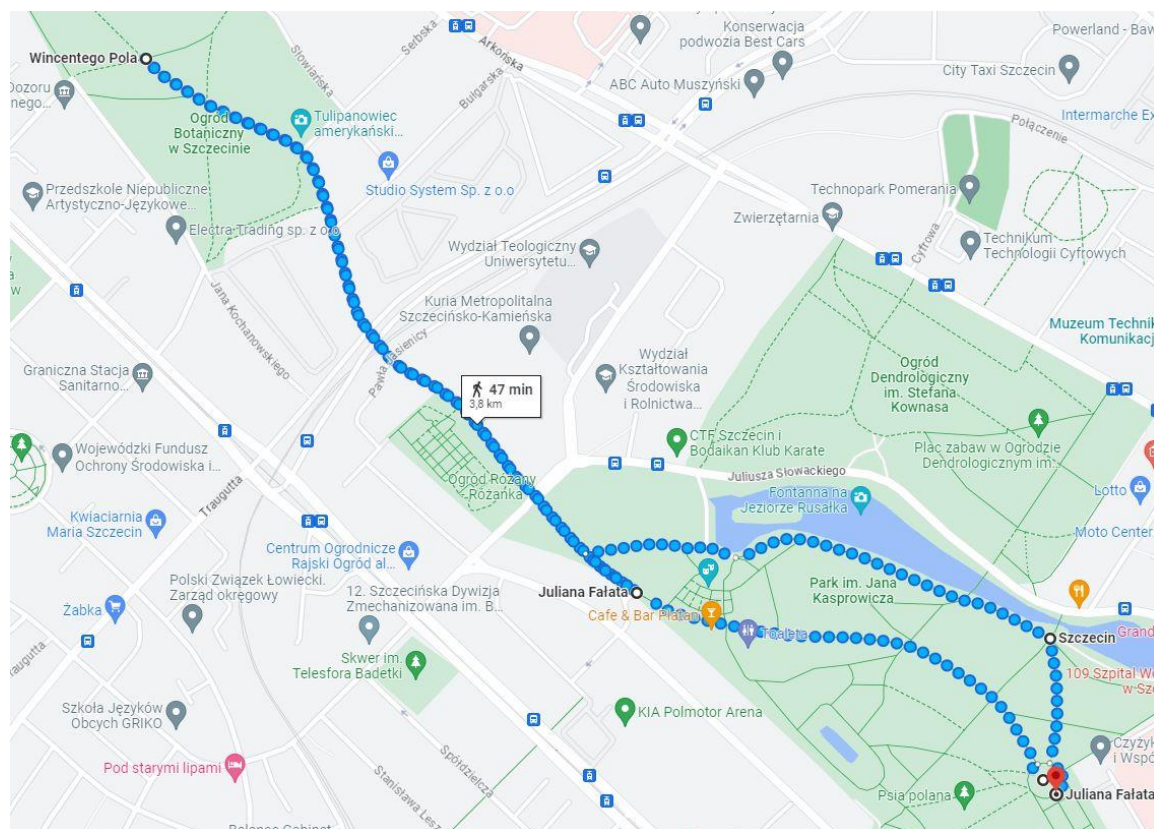 Wincentego Pola
Serbska
Arkońska
Konserwacja
podwozia Best Cars
Powerland - Baw
Słowiańska
ABC Auto Muszyński
City Taxi Szczecin
Dozoru
nego...
Bułgarska
Intermarche Ex
Ogród
Botaniczny
w Szczecinie
Tulipanowiec
amerykański...
Połączenie
Studio System Sp. z o.o
Przedszkole Niepubliczne
Artystyczno-Językowe...
Technopark Pomerania
Zwierzętarnia
Electra Trading sp. z o.o
Wydział Teologiczny
Uniwersytetu...
Cyfrowa
Technikum
Technologii Cyfrowych
Jana Kochanowskiego
Kuria Metropolitalna
Szczecińsko-Kamieńska
Muzeum Technik
Komunikacj
Pawła Jasienicy
Graniczna Stacja
Sanitarno...
Wydział
Kształtowania
Środowiska
i Rolnictwa...
Ogród
Dendrologiczny
im. Stefana
Kownasa
47 min
3,8 km
Wojewódzki Fundusz
Ochrony Środowiska i...
CTF Szczecin i
Bodaikan Klub Karate
Plac zabaw w Ogrodzie
Dendrologicznym im...
Ogród Różany
-Różanka
Juliusza Słowackiego
Traugutta
Lotto
Fontanna na
Jeziorze Rusałka
Kwiaciarnia
Maria Szczecin
Moto Center
Centrum Ogrodnicze
Rajski Ogród al...
Polski Związek Łowiecki.
Zarząd okręgowy
12. Szczecińska Dywizja
Zmechanizowana im. B...
Juliana Fałata
Park im. Jana
Kasprowicza
Żabka
Cafe & Bar Platan
Toaleta
Szczecin
Grand
Traugutta
Skwer im.
Telesfora Badetki
109 Szpital Wo
w Szc
Szkoła Języków
Obcych GRIKO
KIA Polmotor Arena
Czyżyk
i Wspó
Pod starymi lipami
Spółdzielcza
Stanisława Lesz
Psia polana
Juliana Fałata